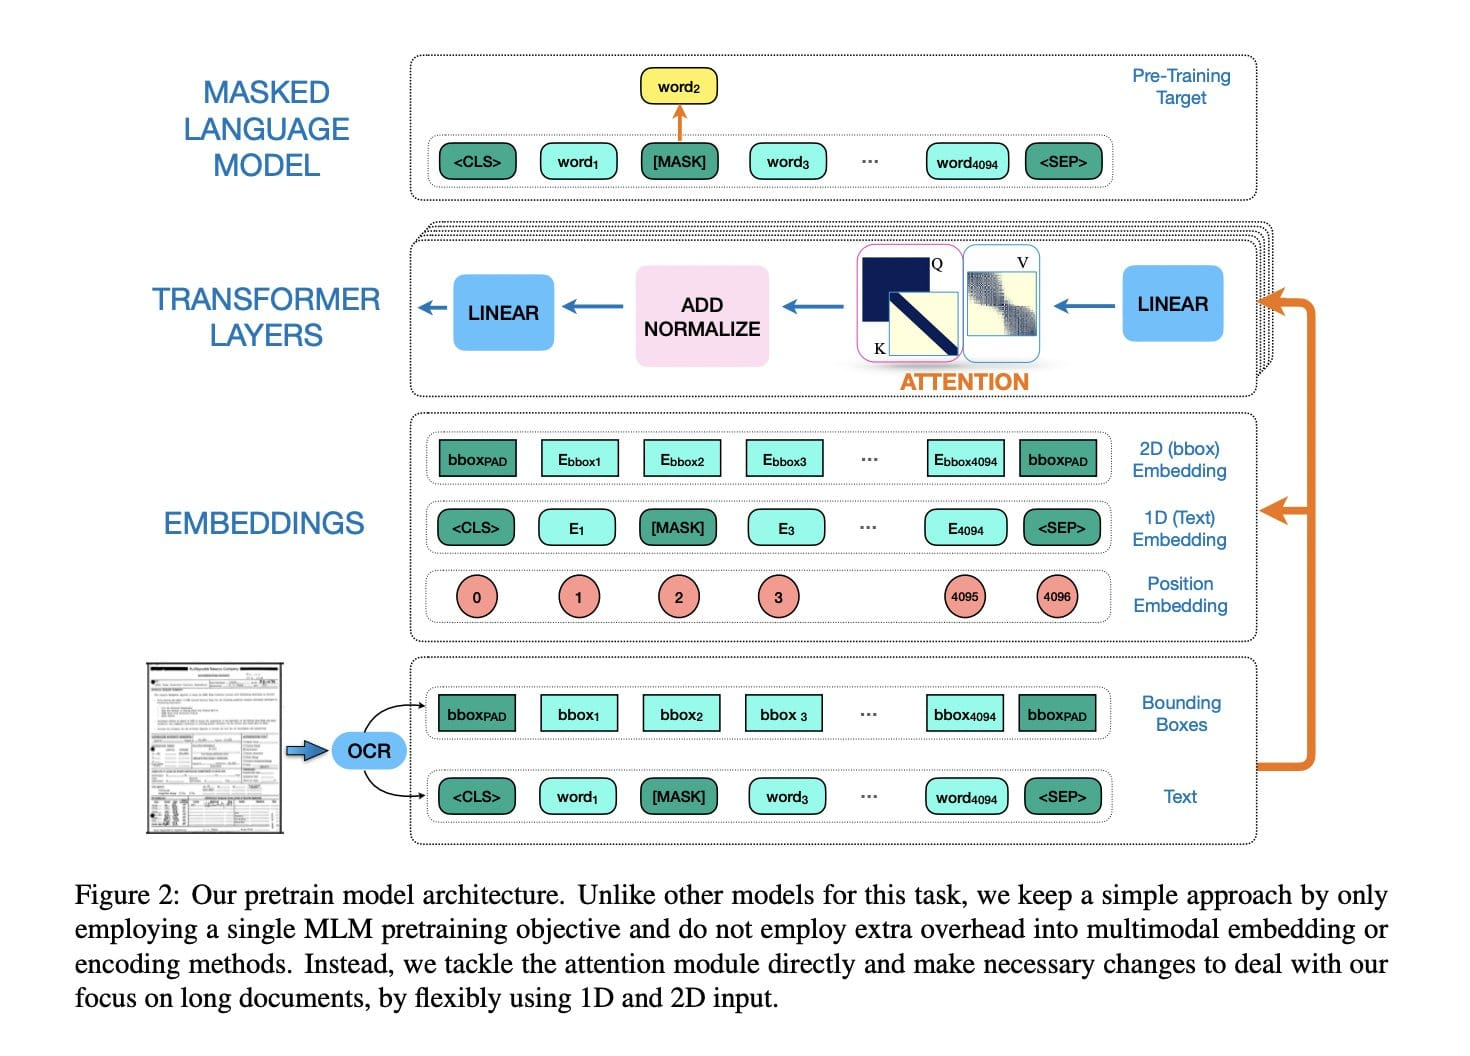 MASKED
LANGUAGE
MODEL
word2
Pre-Training
Target
<CLS> word1 [MASK] word3 ... word4094 <SEP>
TRANSFORMER
LAYERS
LINEAR
ADD
NORMALIZE
Q
K
V
ATTENTION
LINEAR
EMBEDDINGS
bboxPAD Ebbox1 Ebbox2 Ebbox3 ... Ebbox4094 bboxPAD
2D (bbox)
Embedding
<CLS> E1 [MASK] E3 ... E4094 <SEP>
1D (Text)
Embedding
0 1 2 3 4095 4096
Position
Embedding
OCR
bboxPAD bbox1 bbox2 bbox 3 ... bbox4094 bboxPAD
Bounding
Boxes
<CLS> word1 [MASK] word3 ... word4094 <SEP>
Text
Figure 2: Our pretrain model architecture. Unlike other models for this task, we keep a simple approach by only
employing a single MLM pretraining objective and do not employ extra overhead into multimodal embedding or
encoding methods. Instead, we tackle the attention module directly and make necessary changes to deal with our
focus on long documents, by flexibly using 1D and 2D input.